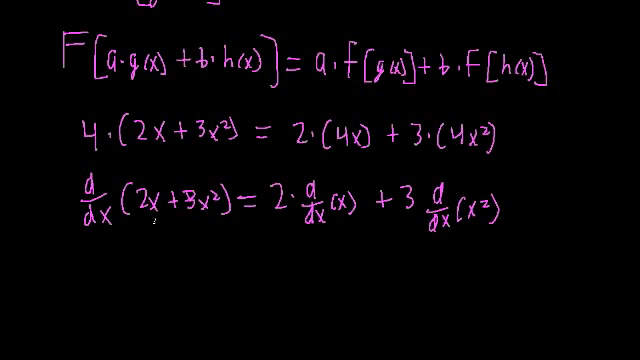 F[a·g(x) + b·h(x)] = a·f[g(x)] + b·F[h(x)]
4·(2x + 3x²) = 2·(4x) + 3·(4x²)
d/dx (2x + 3x²) = 2·d/dx (x) + 3 d/dx (x²)